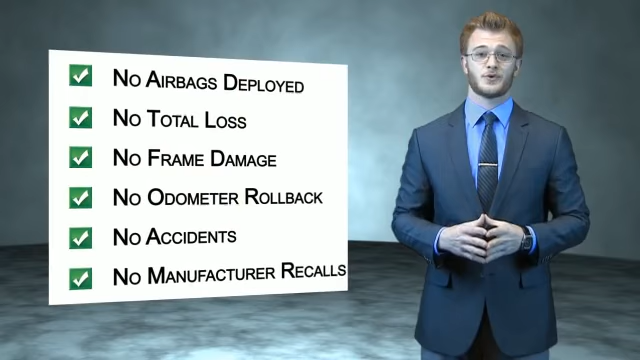 No Airbags Deployed
No Total Loss
No Frame Damage
No Odometer Rollback
No Accidents
No Manufacturer Recalls